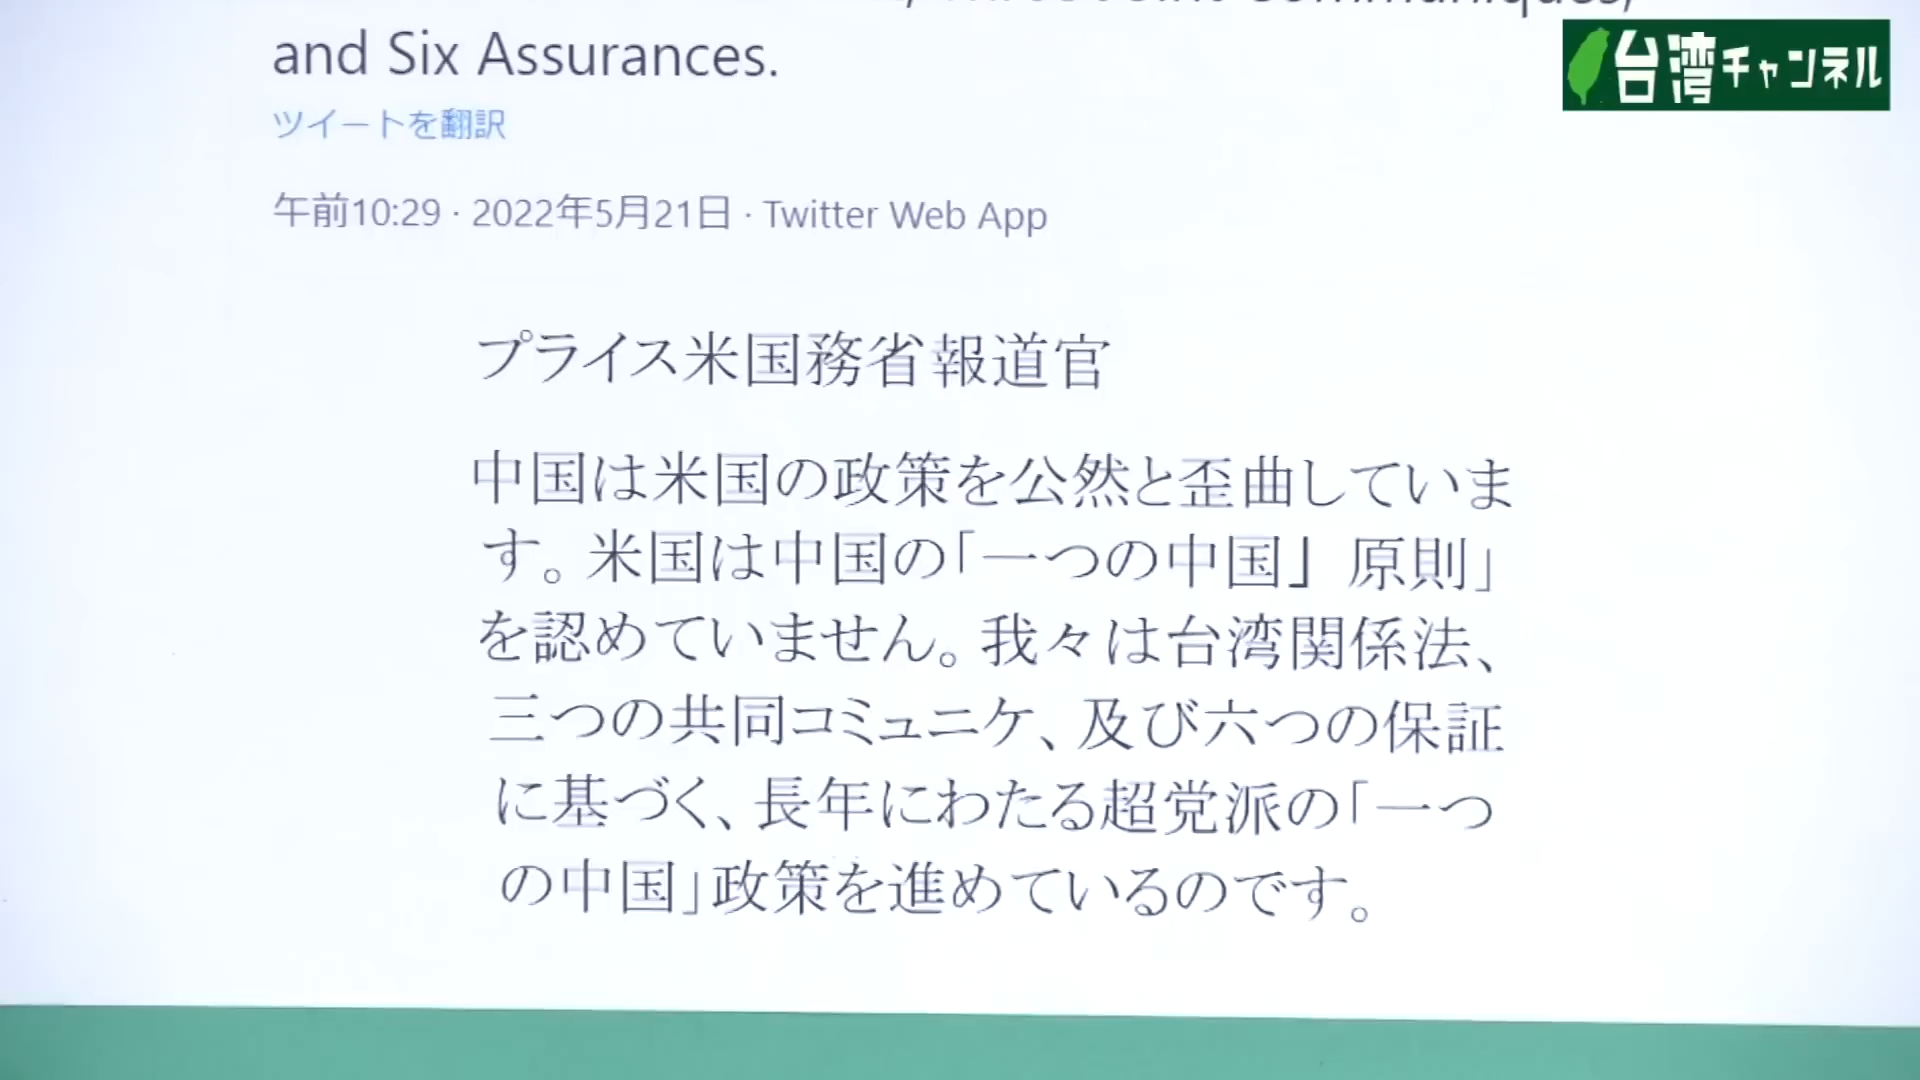 and Six Assurances.
台湾チャンネル
ツイートを翻訳
午前10:29 · 2022年5月21日 · Twitter Web App
プライス米国務省報道官
中国は米国の政策を公然と歪曲していま
す。米国は中国の「一つの中国」原則」
を認めていません。我々は台湾関係法、
三つの共同コミュニケ、及び六つの保証
に基づく、長年にわたる超党派の「一つ
の中国」政策を進めているのです。